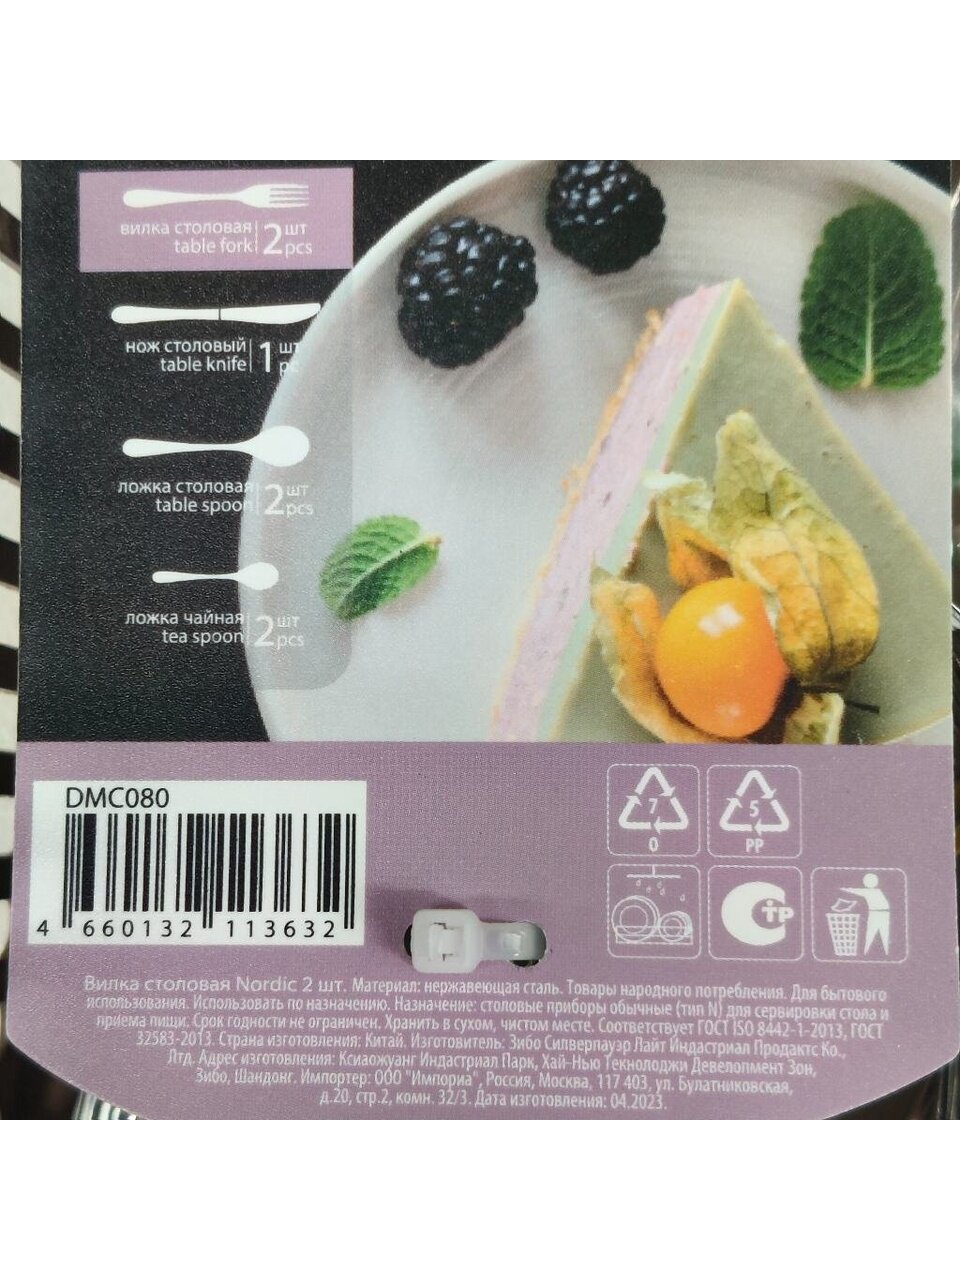 вилка столовая 2 шт
table fork pcs
нож столовый 1 шт
table knife
ложка столовая 2 шт
table spoon pcs
ложка чайная 2 шт
tea spoon pcs
DMC080
4 660132 113632
7
0
5
PP
СТР
Вилка столовая Nordic 2 шт. Материал: нержавеющая сталь. Товары народного потребления. Для бытового
использования. Использовать по назначению. Назначение: столовые приборы обычные (тип N) для сервировки стола и
приема пищи. Срок годности не ограничен. Хранить в сухом, чистом месте. Соответствует ГОСТ ISO 8442-1-2013, ГОСТ
32583-2013. Страна изготовления: Китай. Изготовитель: Зибо Силверпауэр Лайт Индастриал Продактс Ко.,
Лтд. Адрес изготовления: Ксиаожуанг Индастриал Парк, Хай-Нью Текнолоджи Девелопмент Зон,
Зибо, Шандонг. Импортер: ООО "Импориа", Россия, Москва, 117 403, ул. Булатниковская,
д.20, стр.2, комн. 32/3. Дата изготовления: 04.2023.